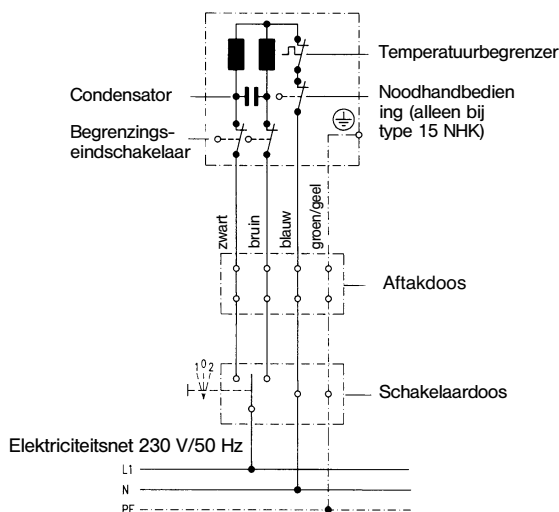 Temperatuurbegrenzer
Condensator
Noodhandbedien
ing (alleen bij
type 15 NHK)
Begrenzings-
eindschakelaar
zwart
bruin
blauw
groen/geel
Aftakdoos
1 0 2
Schakelaardoos
Elektriciteitsnet 230 V/50 Hz
L1
N
PE